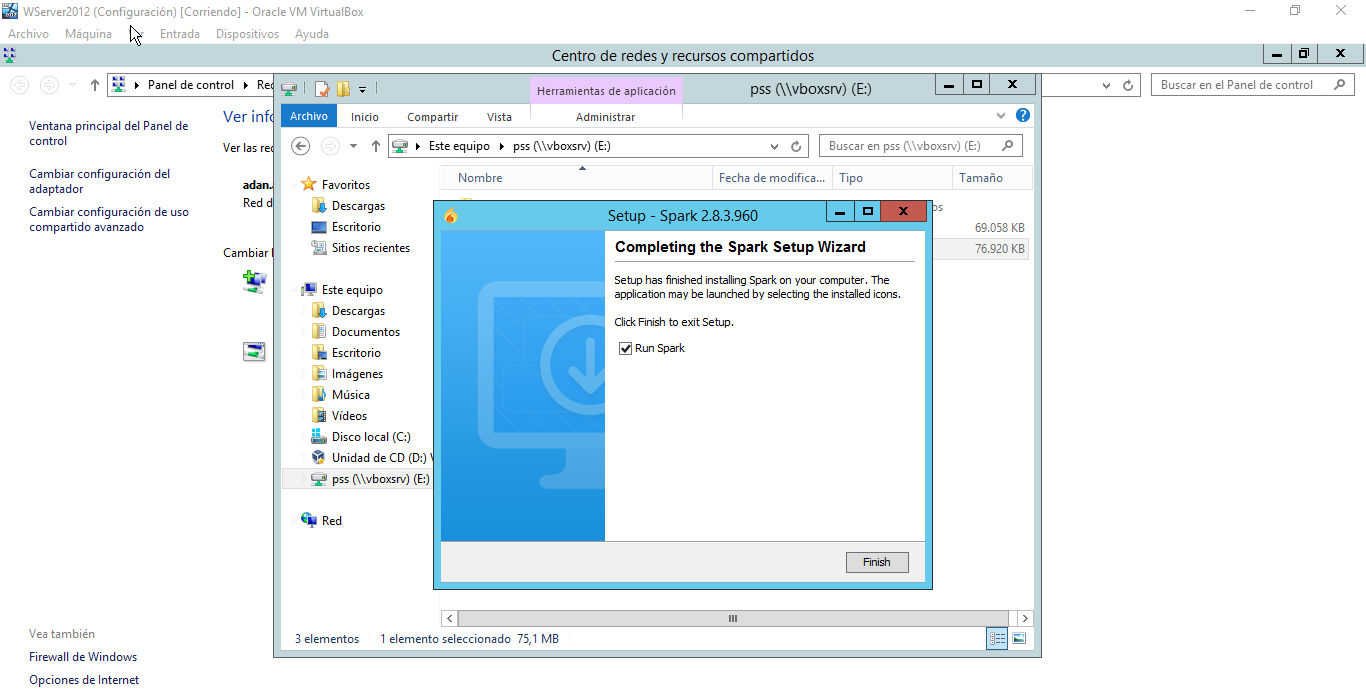 WServer2012 (Configuración) [Corriendo] - Oracle VM VirtualBox
Archivo Máquina Entrada Dispositivos Ayuda
Centro de redes y recursos compartidos
Panel de control
Buscar en el Panel de control
Ventana principal del Panel de
control
Cambiar configuración del
adaptador
Cambiar configuración de uso
compartido avanzado
Ver info
Ver las rec
adan.
Red d
Cambiar
Herramientas de aplicación
pss (\\vboxsrv) (E:)
Archivo Inicio Compartir Vista Administrar
Este equipo pss (\\vboxsrv) (E:)
Buscar en pss (\\vboxsrv) (E:)
Nombre Fecha de modifica... Tipo Tamaño
Favoritos
Descargas
Escritorio
Sitios recientes
Este equipo
Descargas
Documentos
Escritorio
Imágenes
Música
Vídeos
Disco local (C:)
Unidad de CD (D:) V
pss (\\vboxsrv) (E:)
Red
os
69.058 KB
76.920 KB
Setup - Spark 2.8.3.960
Completing the Spark Setup Wizard
Setup has finished installing Spark on your computer. The
application may be launched by selecting the installed icons.
Click Finish to exit Setup.
Run Spark
Finish
3 elementos 1 elemento seleccionado 75,1 MB
Vea también
Firewall de Windows
Opciones de Internet